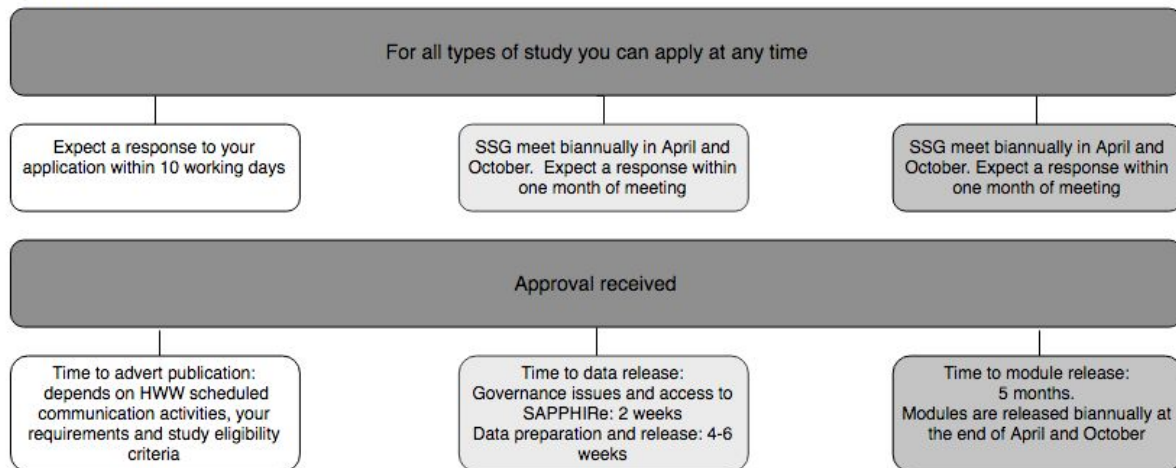 For all types of study you can apply at any time
Expect a response to your
application within 10 working days
SSG meet biannually in April and
October.  Expect a response within
one month of meeting
SSG meet biannually in April and
October. Expect a response within
one month of meeting
Approval received
Time to advert publication:
depends on HWW scheduled
communication activities, your
requirements and study eligibility
criteria
Time to data release:
Governance issues and access to
SAPPHIRe: 2 weeks
Data preparation and release: 4-6
weeks
Time to module release:
5 months.
Modules are released biannually at
the end of April and October